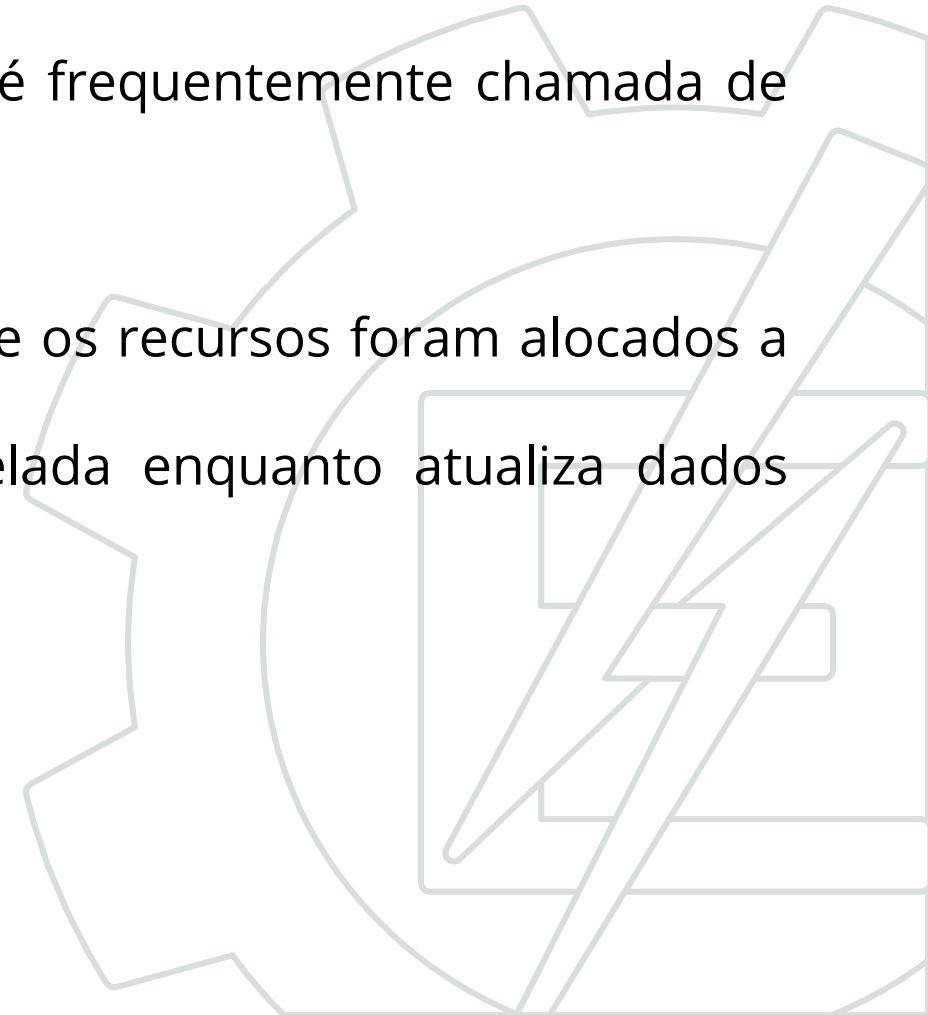 é frequentemente chamada de
e os recursos foram alocados a
elada enquanto atualiza dados